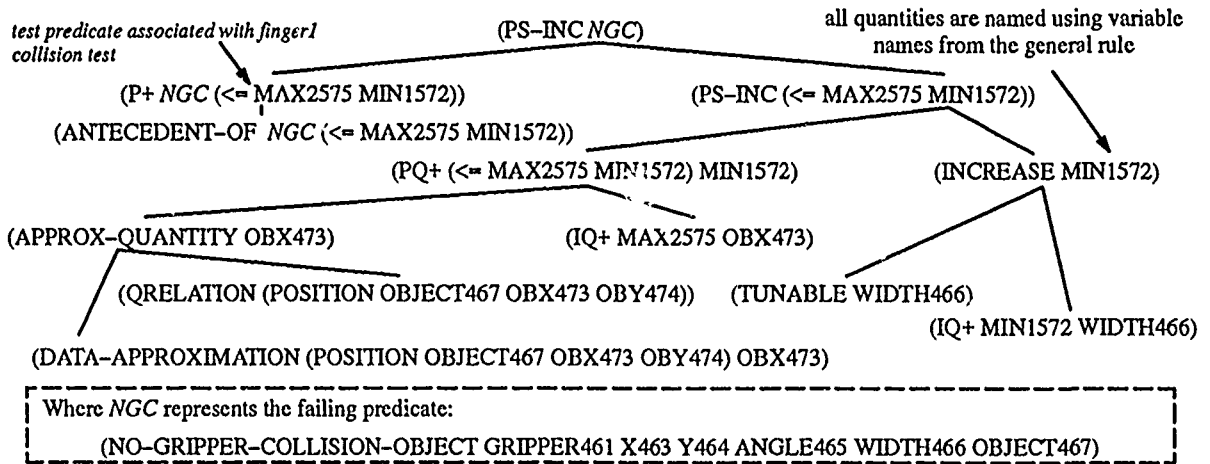 test predicate associated with finger1
collision test
(PS–INC NGC)
all quantities are named using variable
names from the general rule
(P+ NGC (<= MAX2575 MIN1572))
(PS–INC (<= MAX2575 MIN1572))
(ANTECEDENT–OF NGC (<= MAX2575 MIN1572))
(PQ+ (<= MAX2575 MIN1572) MIN1572)
(INCREASE MIN1572)
(APPROX–QUANTITY OBX473)
(IQ+ MAX2575 OBX473)
(QRELATION (POSITION OBJECT467 OBX473 OBY474))
(TUNABLE WIDTH466)
(IQ+ MIN1572 WIDTH466)
(DATA–APPROXIMATION (POSITION OBJECT467 OBX473 OBY474) OBX473)
Where NGC represents the failing predicate:
(NO–GRIPPER–COLLISION–OBJECT GRIPPER461 X463 Y464 ANGLE465 WIDTH466 OBJECT467)